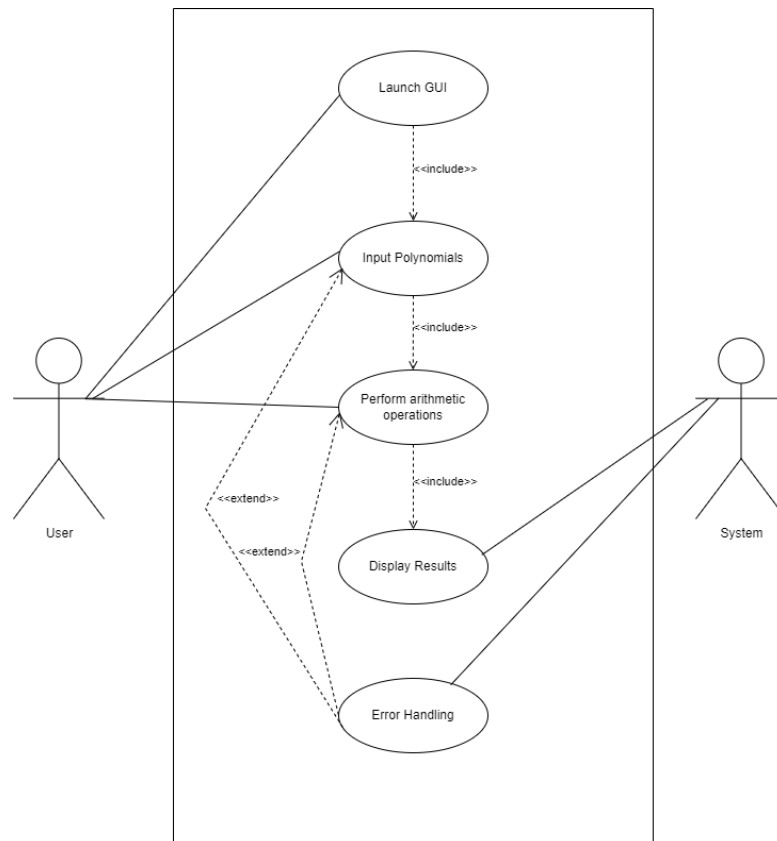 Launch GUI
<<include>>
Input Polynomials
<<include>>
Perform arithmetic
operations
<<include>>
<<extend>>
<<extend>>
User
System
Display Results
Error Handling